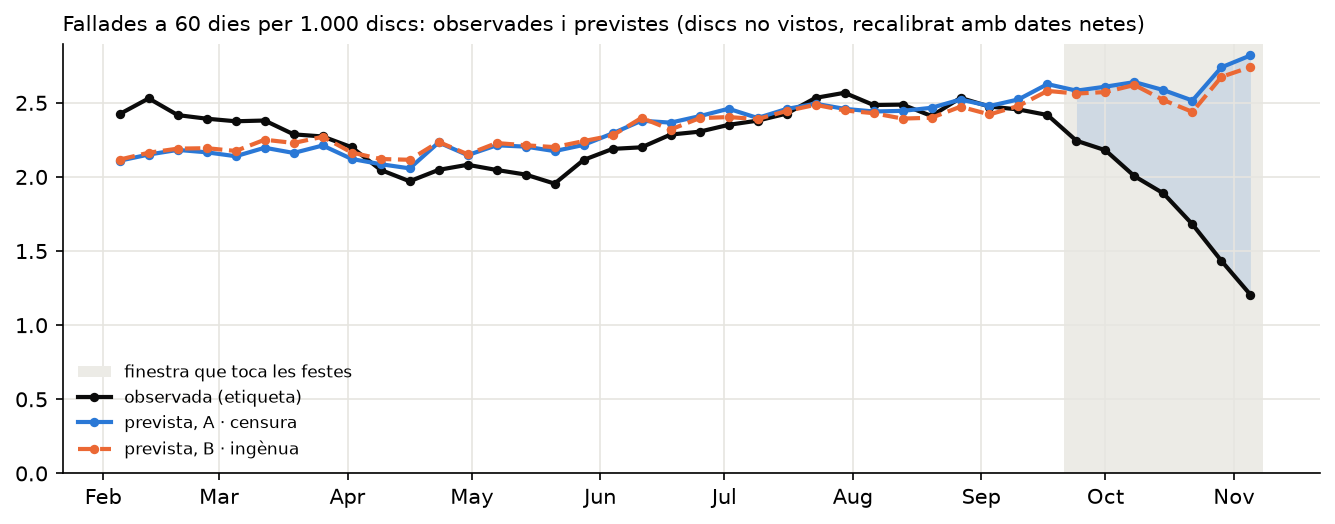 Fallades a 60 dies per 1.000 discs: observades i previstes (discs no vistos, recalibrat amb dates netes)
2.5
2.0
1.5
1.0
0.5
0.0
finestra que toca les festes
observada (etiqueta)
prevista, A · censura
prevista, B · ingènua
Feb Mar Apr May Jun Jul Aug Sep Oct Nov